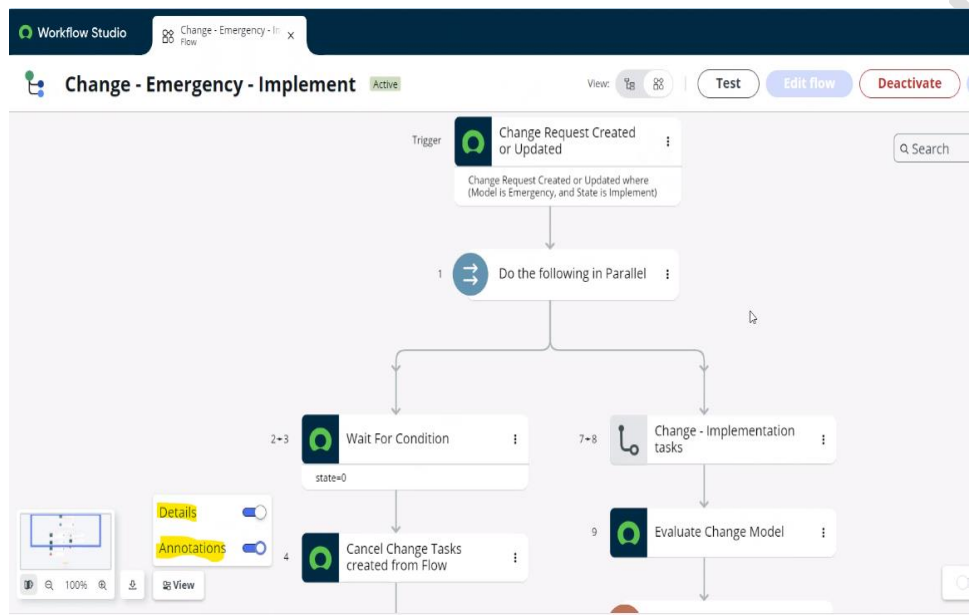 Workflow Studio
Change - Emergency - In
Flow
Change - Emergency - Implement
Active
View:
Test
Edit flow
Deactivate
Trigger
Change Request Created
or Updated
Change Request Created or Updated where
(Model is Emergency, and State is Implement)
Search
1
Do the following in Parallel
2-3
Wait For Condition
state=0
7-8
Change - Implementation
tasks
Details
Annotations
4
Cancel Change Tasks
created from Flow
9
Evaluate Change Model
100%
View